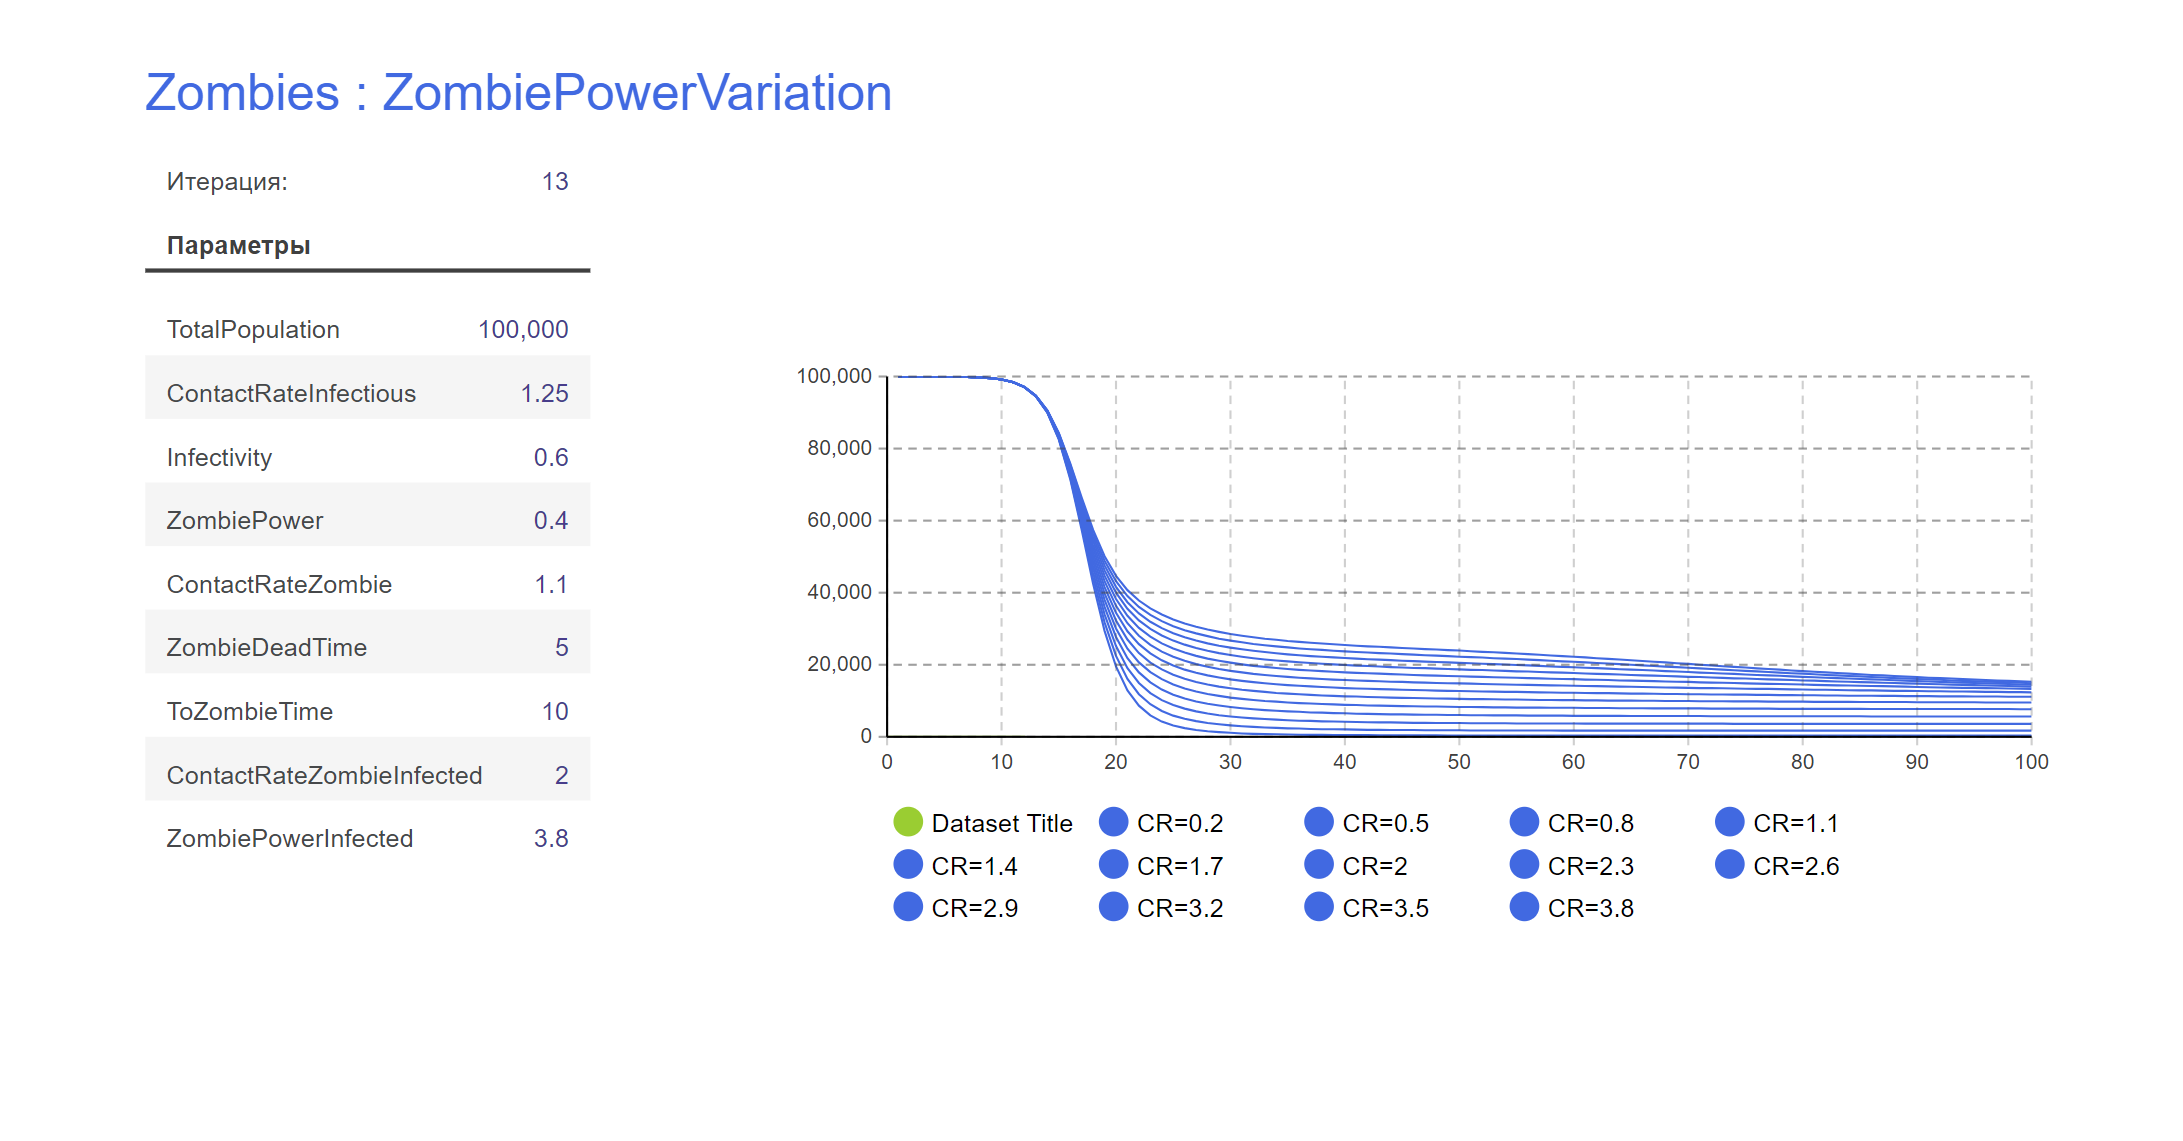 Zombies : ZombiePowerVariation
Итерация: 13
Параметры
TotalPopulation 100,000
ContactRateInfectious 1.25
Infectivity 0.6
ZombiePower 0.4
ContactRateZombie 1.1
ZombieDeadTime 5
ToZombieTime 10
ContactRateZombieInfected 2
ZombiePowerInfected 3.8
100,000
80,000
60,000
40,000
20,000
0
0 10 20 30 40 50 60 70 80 90 100
Dataset Title CR=0.2 CR=0.5 CR=0.8 CR=1.1
CR=1.4 CR=1.7 CR=2 CR=2.3 CR=2.6
CR=2.9 CR=3.2 CR=3.5 CR=3.8